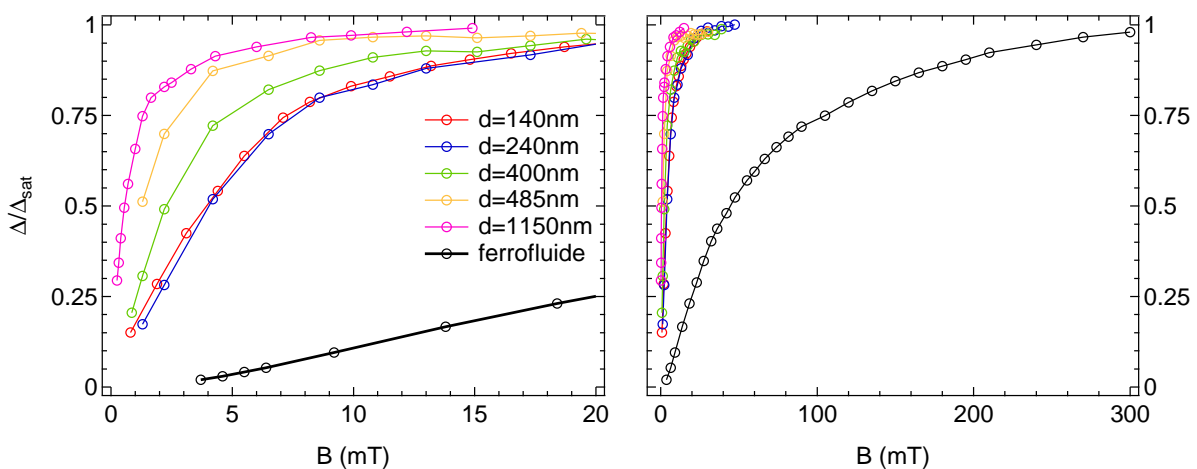 1
0.75
0.5
0.25
0
Δ/Δsat
0
5
10
15
20
B (mT)
d=140nm
d=240nm
d=400nm
d=485nm
d=1150nm
ferrofluide
1
0.75
0.5
0.25
0
0
100
200
300
B (mT)